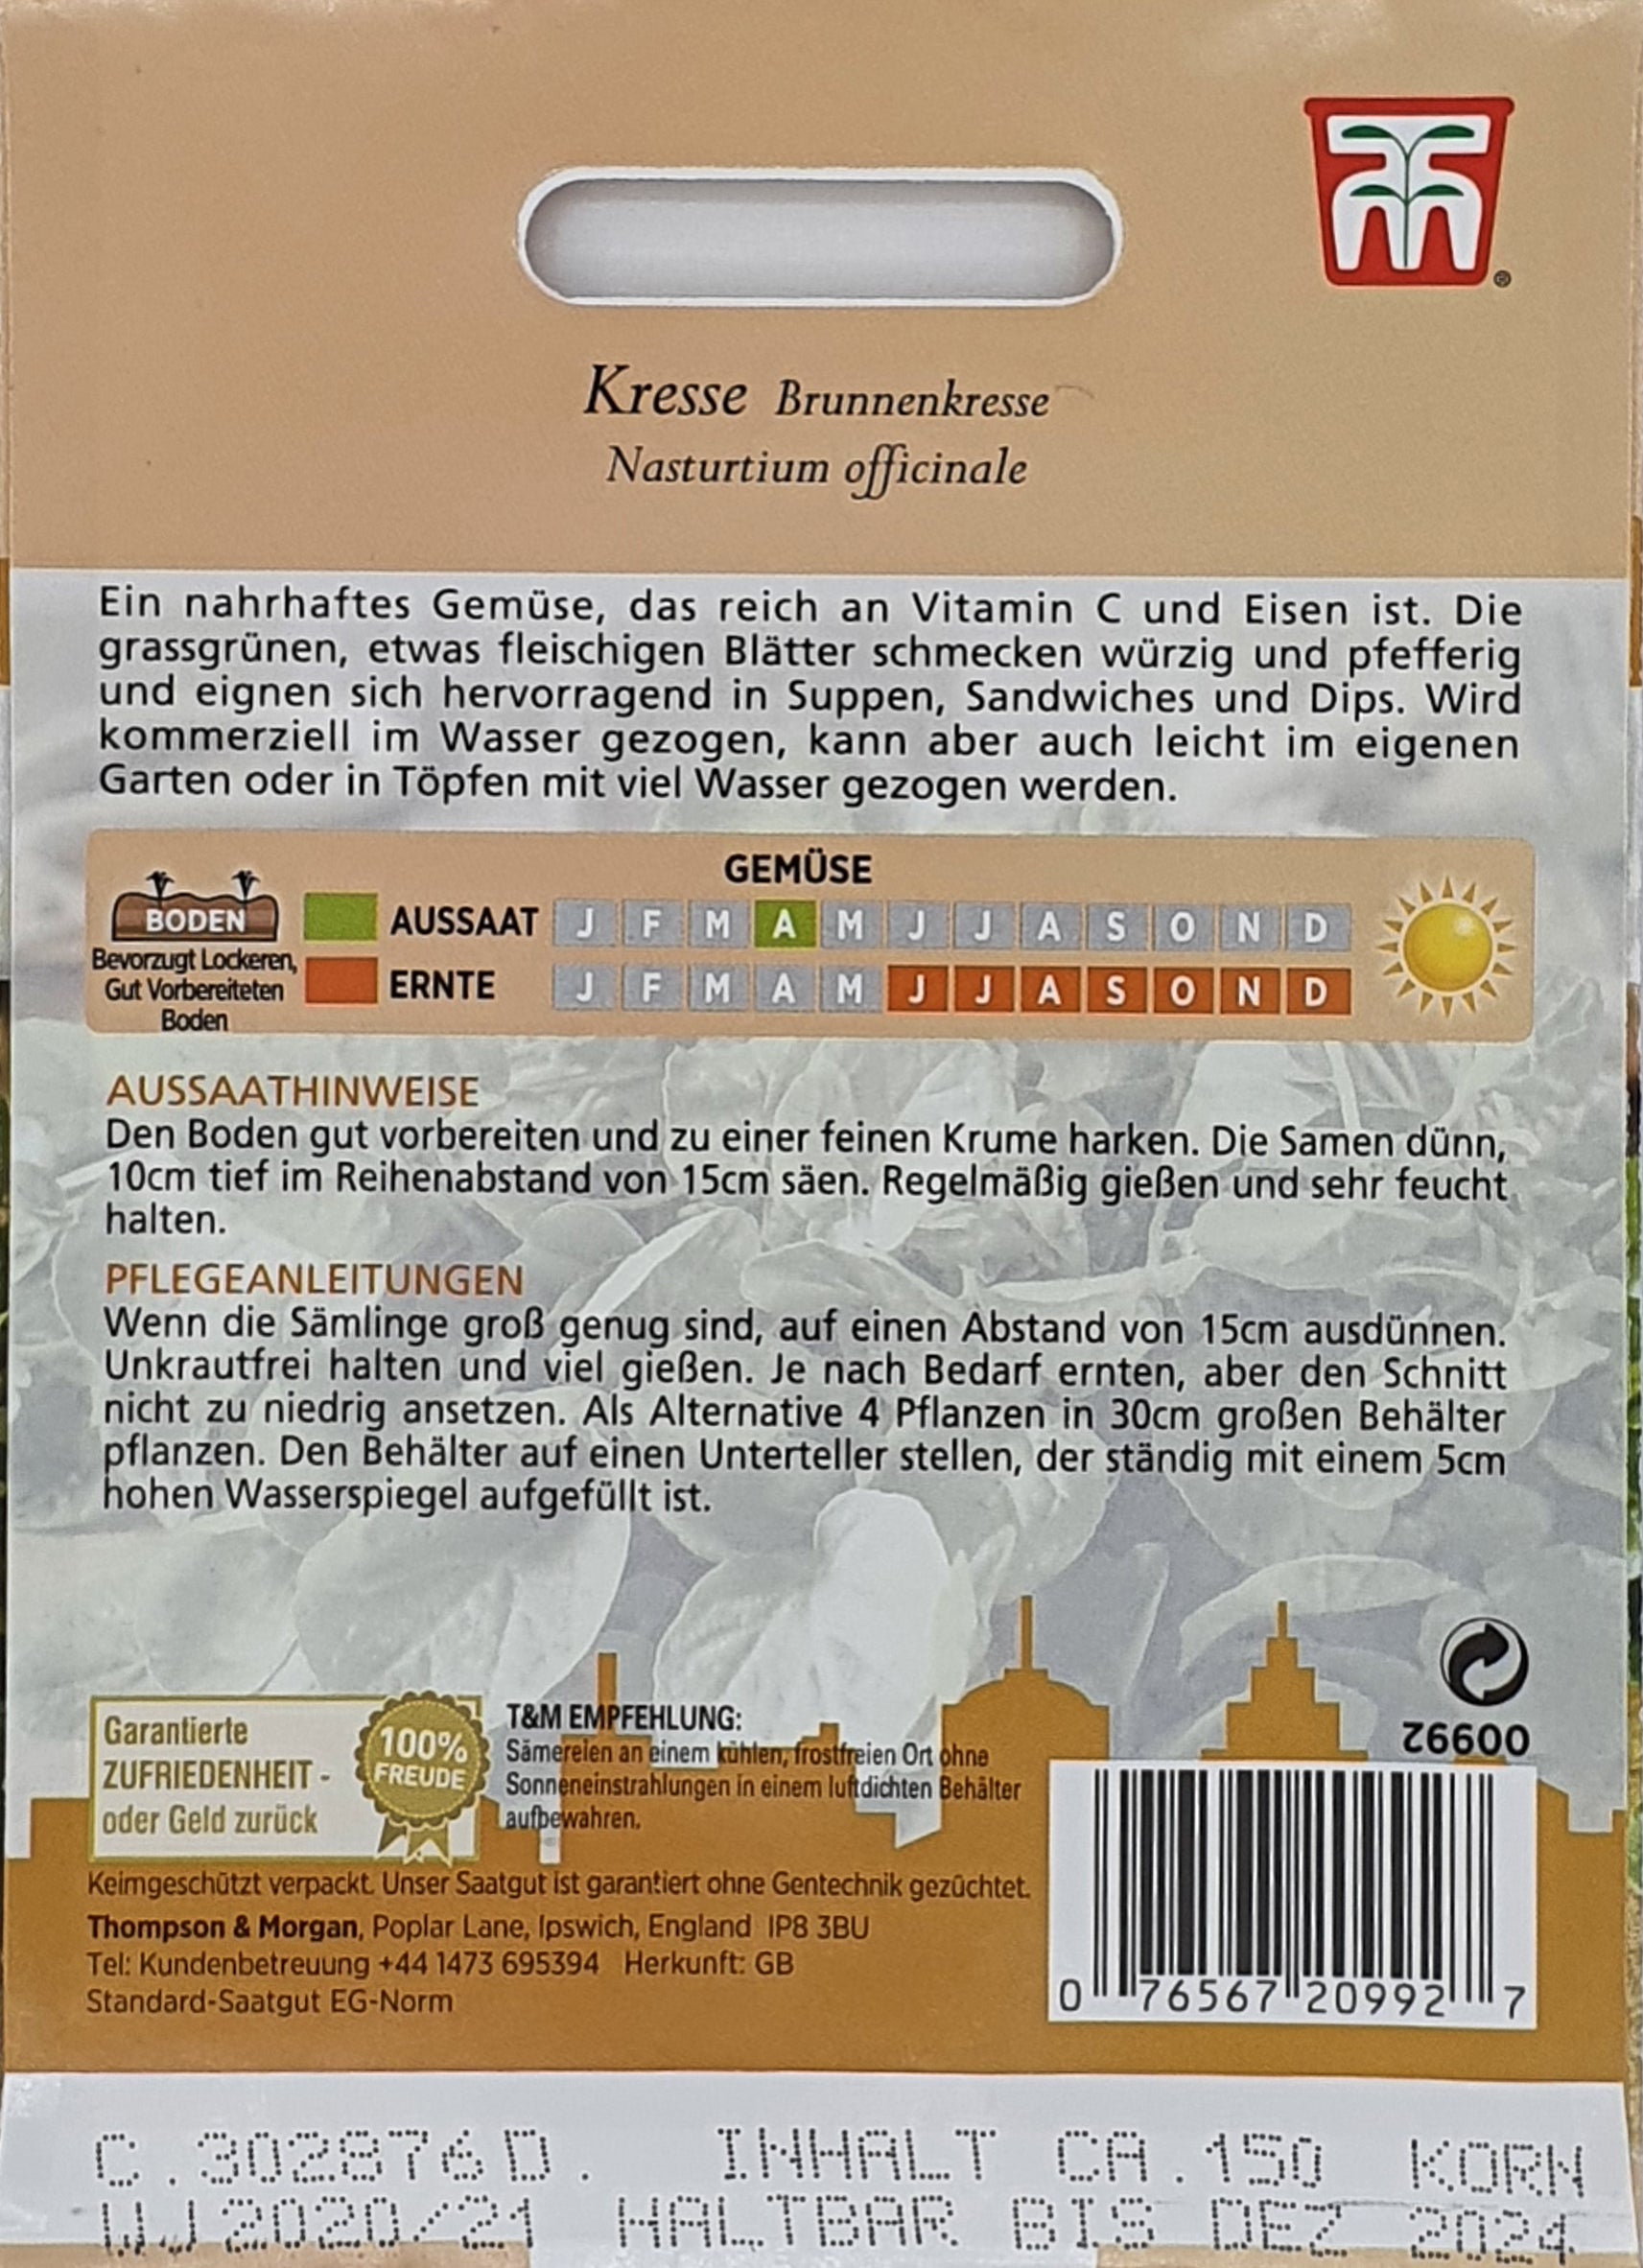 Kresse Brunnenkresse
Nasturtium officinale
Ein nahrhaftes Gemüse, das reich an Vitamin C und Eisen ist. Die
grassgrünen, etwas fleischigen Blätter schmecken würzig und pfefferig
und eignen sich hervorragend in Suppen, Sandwiches und Dips. Wird
kommerziell im Wasser gezogen, kann aber auch leicht im eigenen
Garten oder in Töpfen mit viel Wasser gezogen werden.
GEMÜSE
BODEN
Bevorzugt Lockeren,
Gut Vorbereiteten
Boden
AUSSAAT J F M A M J J A S O N D
ERNTE J F M A M J J A S O N D
AUSSAATHINWEISE
Den Boden gut vorbereiten und zu einer feinen Krume harken. Die Samen dünn,
10cm tief im Reihenabstand von 15cm säen. Regelmäßig gießen und sehr feucht
halten.
PFLEGEANLEITUNGEN
Wenn die Sämlinge groß genug sind, auf einen Abstand von 15cm ausdünnen.
Unkrautfrei halten und viel gießen. Je nach Bedarf ernten, aber den Schnitt
nicht zu niedrig ansetzen. Als Alternative 4 Pflanzen in 30cm großen Behälter
pflanzen. Den Behälter auf einen Unterteller stellen, der ständig mit einem 5cm
hohen Wasserspiegel aufgefüllt ist.
Garantierte
ZUFRIEDENHEIT -
oder Geld zurück
100%
FREUDE
T&M EMPFEHLUNG:
Sämereien an einem kühlen, frostfreien Ort ohne
Sonneneinstrahlungen in einem luftdichten Behälter
aufbewahren.
00992
Keimgeschützt verpackt. Unser Saatgut ist garantiert ohne Gentechnik gezüchtet.
Thompson & Morgan, Poplar Lane, Ipswich, England IP8 3BU
Tel: Kundenbetreuung +44 1473 695394 Herkunft: GB
Standard-Saatgut EG-Norm
0 76567 20992 7
C.302876D. INHALT CA.150 KORN
WJ2020/21 HALTBAR BIS DEZ 2024